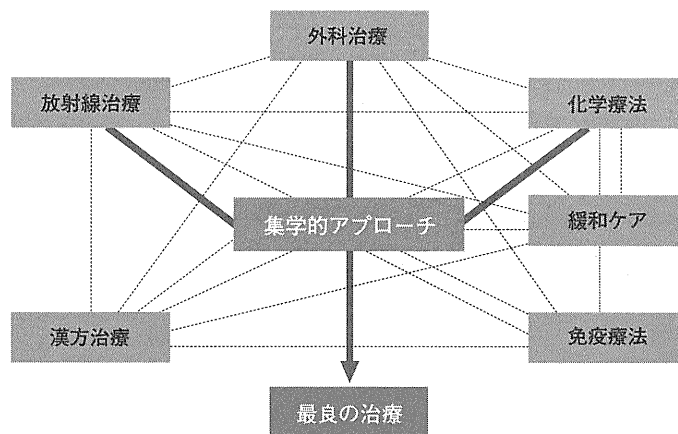 外科治療
放射線治療
化学療法
集学的アプローチ
緩和ケア
漢方治療
免疫療法
最良の治療